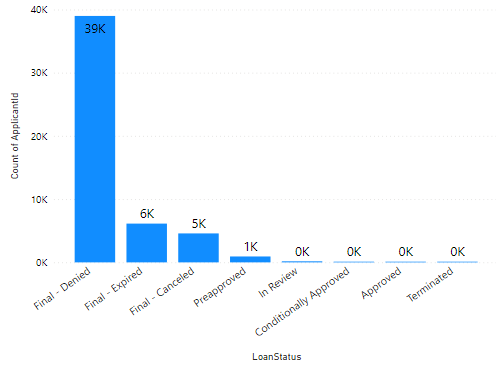 40K
30K
20K
10K
0K
Count of ApplicantId
39K
6K
5K
1K
0K
0K
0K
0K
Final - Denied
Final - Expired
Final - Canceled
Preapproved
In Review
Conditionally Approved
Approved
Terminated
LoanStatus